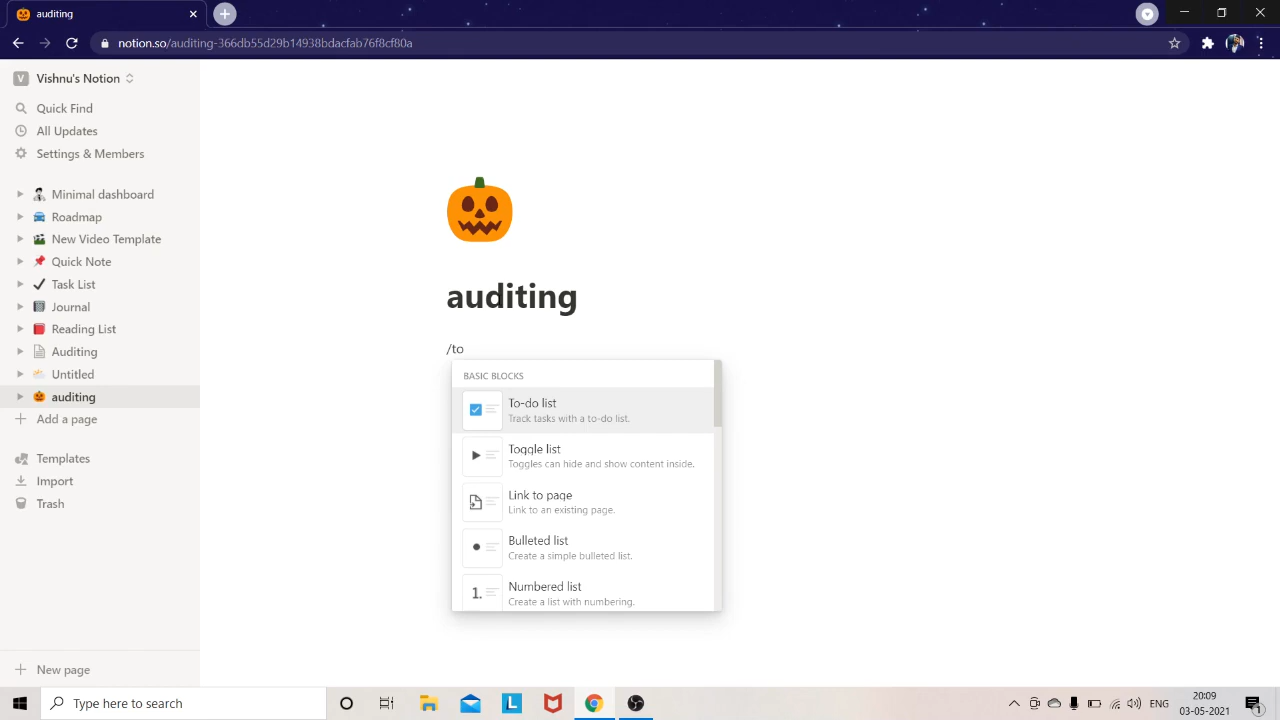 auditing
notion.so/auditing-366db55d29b14938bdacfab76f8cf80a
V Vishnu's Notion
Quick Find
All Updates
Settings & Members
Minimal dashboard
Roadmap
New Video Template
Quick Note
Task List
Journal
Reading List
Auditing
Untitled
auditing
Add a page
Templates
Import
Trash
New page
auditing
/to
BASIC BLOCKS
To-do list
Track tasks with a to-do list.
Toggle list
Toggles can hide and show content inside.
Link to page
Link to an existing page.
Bulleted list
Create a simple bulleted list.
1. Numbered list
Create a list with numbering.
Type here to search
L
ENG
20:09
03-05-2021
1